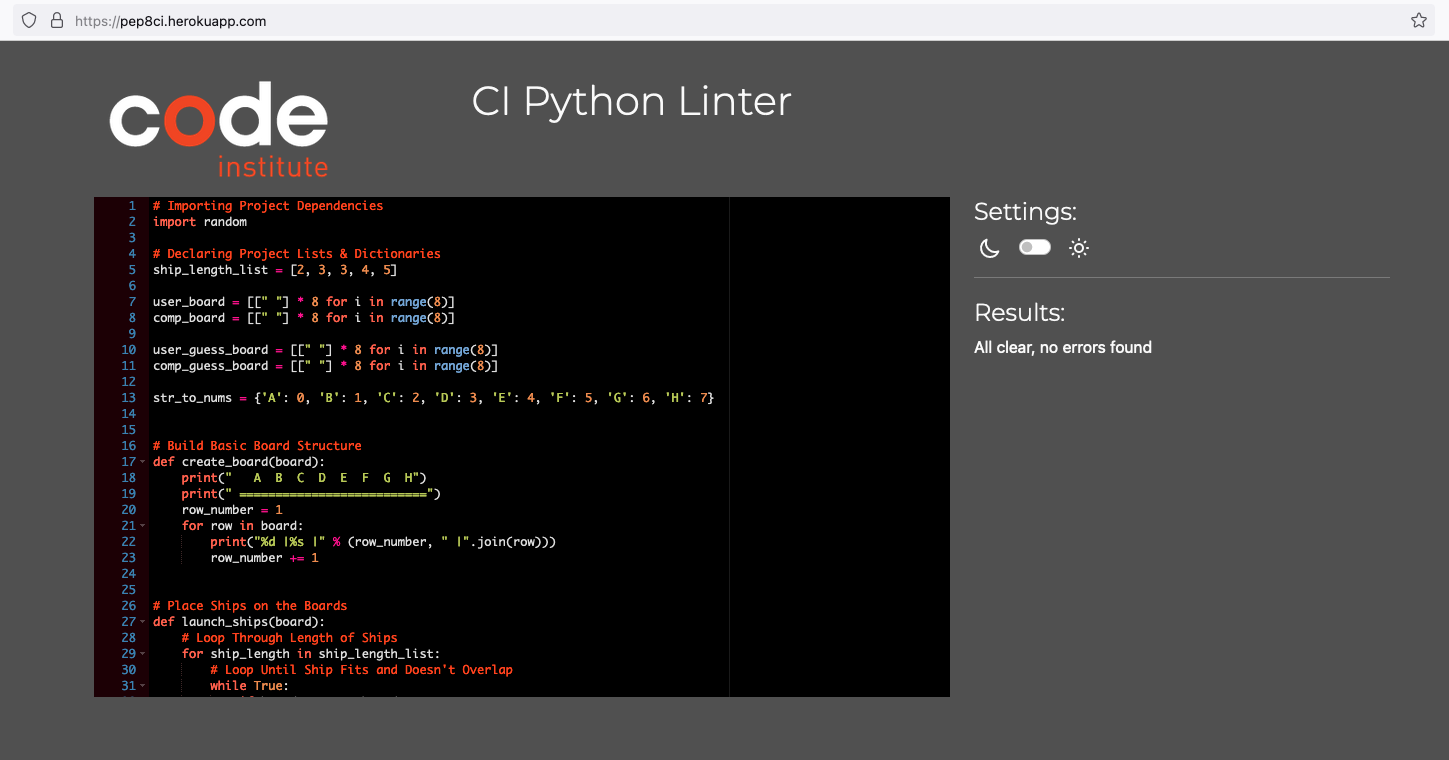 https://pep8ci.herokuapp.com
code
institute
CI Python Linter
1 # Importing Project Dependencies
2 import random
3
4 # Declaring Project Lists & Dictionaries
5 ship_length_list = [2, 3, 3, 4, 5]
6
7 user_board = [[" "] * 8 for i in range(8)]
8 comp_board = [[" "] * 8 for i in range(8)]
9
10 user_guess_board = [[" "] * 8 for i in range(8)]
11 comp_guess_board = [[" "] * 8 for i in range(8)]
12
13 str_to_nums = {'A': 0, 'B': 1, 'C': 2, 'D': 3, 'E': 4, 'F': 5, 'G': 6, 'H': 7}
14
15
16 # Build Basic Board Structure
17 def create_board(board):
18     print("   A  B  C  D  E  F  G  H")
19     print(" ==========================")
20     row_number = 1
21     for row in board:
22         print("%d |%s |" % (row_number, " |".join(row)))
23         row_number += 1
24
25
26 # Place Ships on the Boards
27 def launch_ships(board):
28     # Loop Through Length of Ships
29     for ship_length in ship_length_list:
30         # Loop Until Ship Fits and Doesn't Overlap
31         while True:
Settings:
Results:
All clear, no errors found